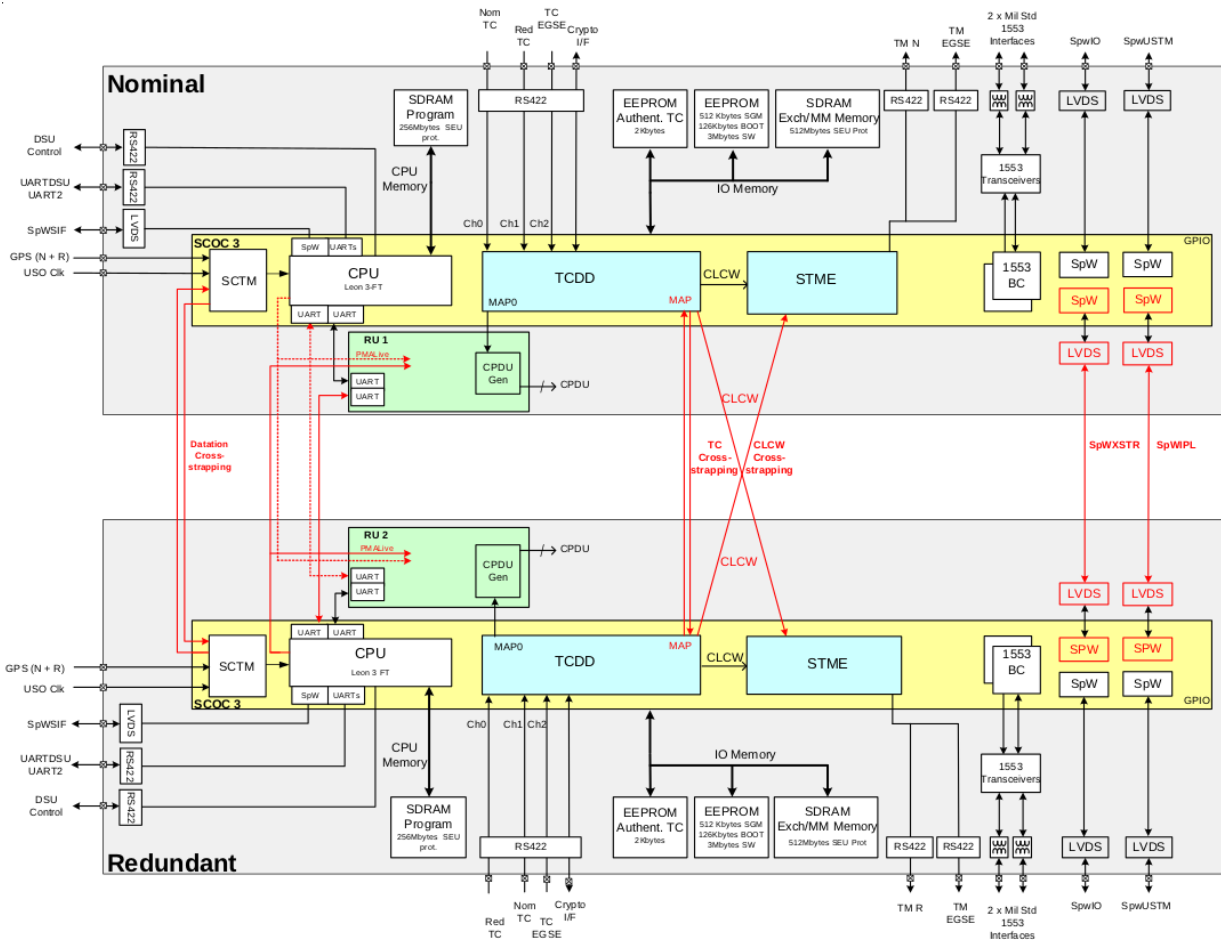 Nom
TC
Red
TC
TC
EGSE
Crypto
I/F
TM N
TM
EGSE
2 x Mil Std
1553
Interfaces
SpwIO
SpwUSTM
Nominal
SDRAM
Program
256Mbytes SEU
prot.
RS422
EEPROM
Authent. TC
2Kbytes
EEPROM
512 Kbytes SGM
126Kbytes BOOT
3Mbytes SW
SDRAM
Exch/MM Memory
512Mbytes SEU Prot
RS422
RS422
LVDS
LVDS
DSU
Control
RS422
UARTDSU
UART2
RS422
SpWSIF
LVDS
CPU
Memory
IO Memory
1553
Transceivers
Ch0
Ch1
Ch2
GPS (N + R)
USO Clk
SCOC 3
GPIO
SCTM
SpW
UARTs
CPU
Leon 3-FT
UART
UART
TCDD
MAP0
MAP
CLCW
STME
1553
BC
SpW
SpW
SpW
SpW
RU 1
PMALive
UART
UART
CPDU
Gen
CPDU
LVDS
LVDS
CLCW
Datation
Cross-
strapping
TC
Cross-
strapping
CLCW
Cross-
strapping
SpWXSTR
SpWIPL
RU 2
PMALive
UART
UART
CPDU
Gen
CPDU
CLCW
LVDS
LVDS
GPS (N + R)
USO Clk
SCTM
UART
UART
CPU
Leon 3 FT
SpW
UARTs
SCOC 3
MAP0
MAP
TCDD
CLCW
STME
1553
BC
SPW
SPW
SpW
SpW
GPIO
SpWSIF
LVDS
UARTDSU
UART2
RS422
DSU
Control
RS422
CPU
Memory
Ch0
Ch1
Ch2
IO Memory
1553
Transceivers
SDRAM
Program
256Mbytes SEU
prot.
RS422
EEPROM
Authent. TC
2Kbytes
EEPROM
512 Kbytes SGM
126Kbytes BOOT
3Mbytes SW
SDRAM
Exch/MM Memory
512Mbytes SEU Prot
RS422
RS422
LVDS
LVDS
Redundant
Red
TC
Nom
TC
TC
EGSE
Crypto
I/F
TM R
TM
EGSE
2 x Mil Std
1553
Interfaces
SpwIO
SpwUSTM